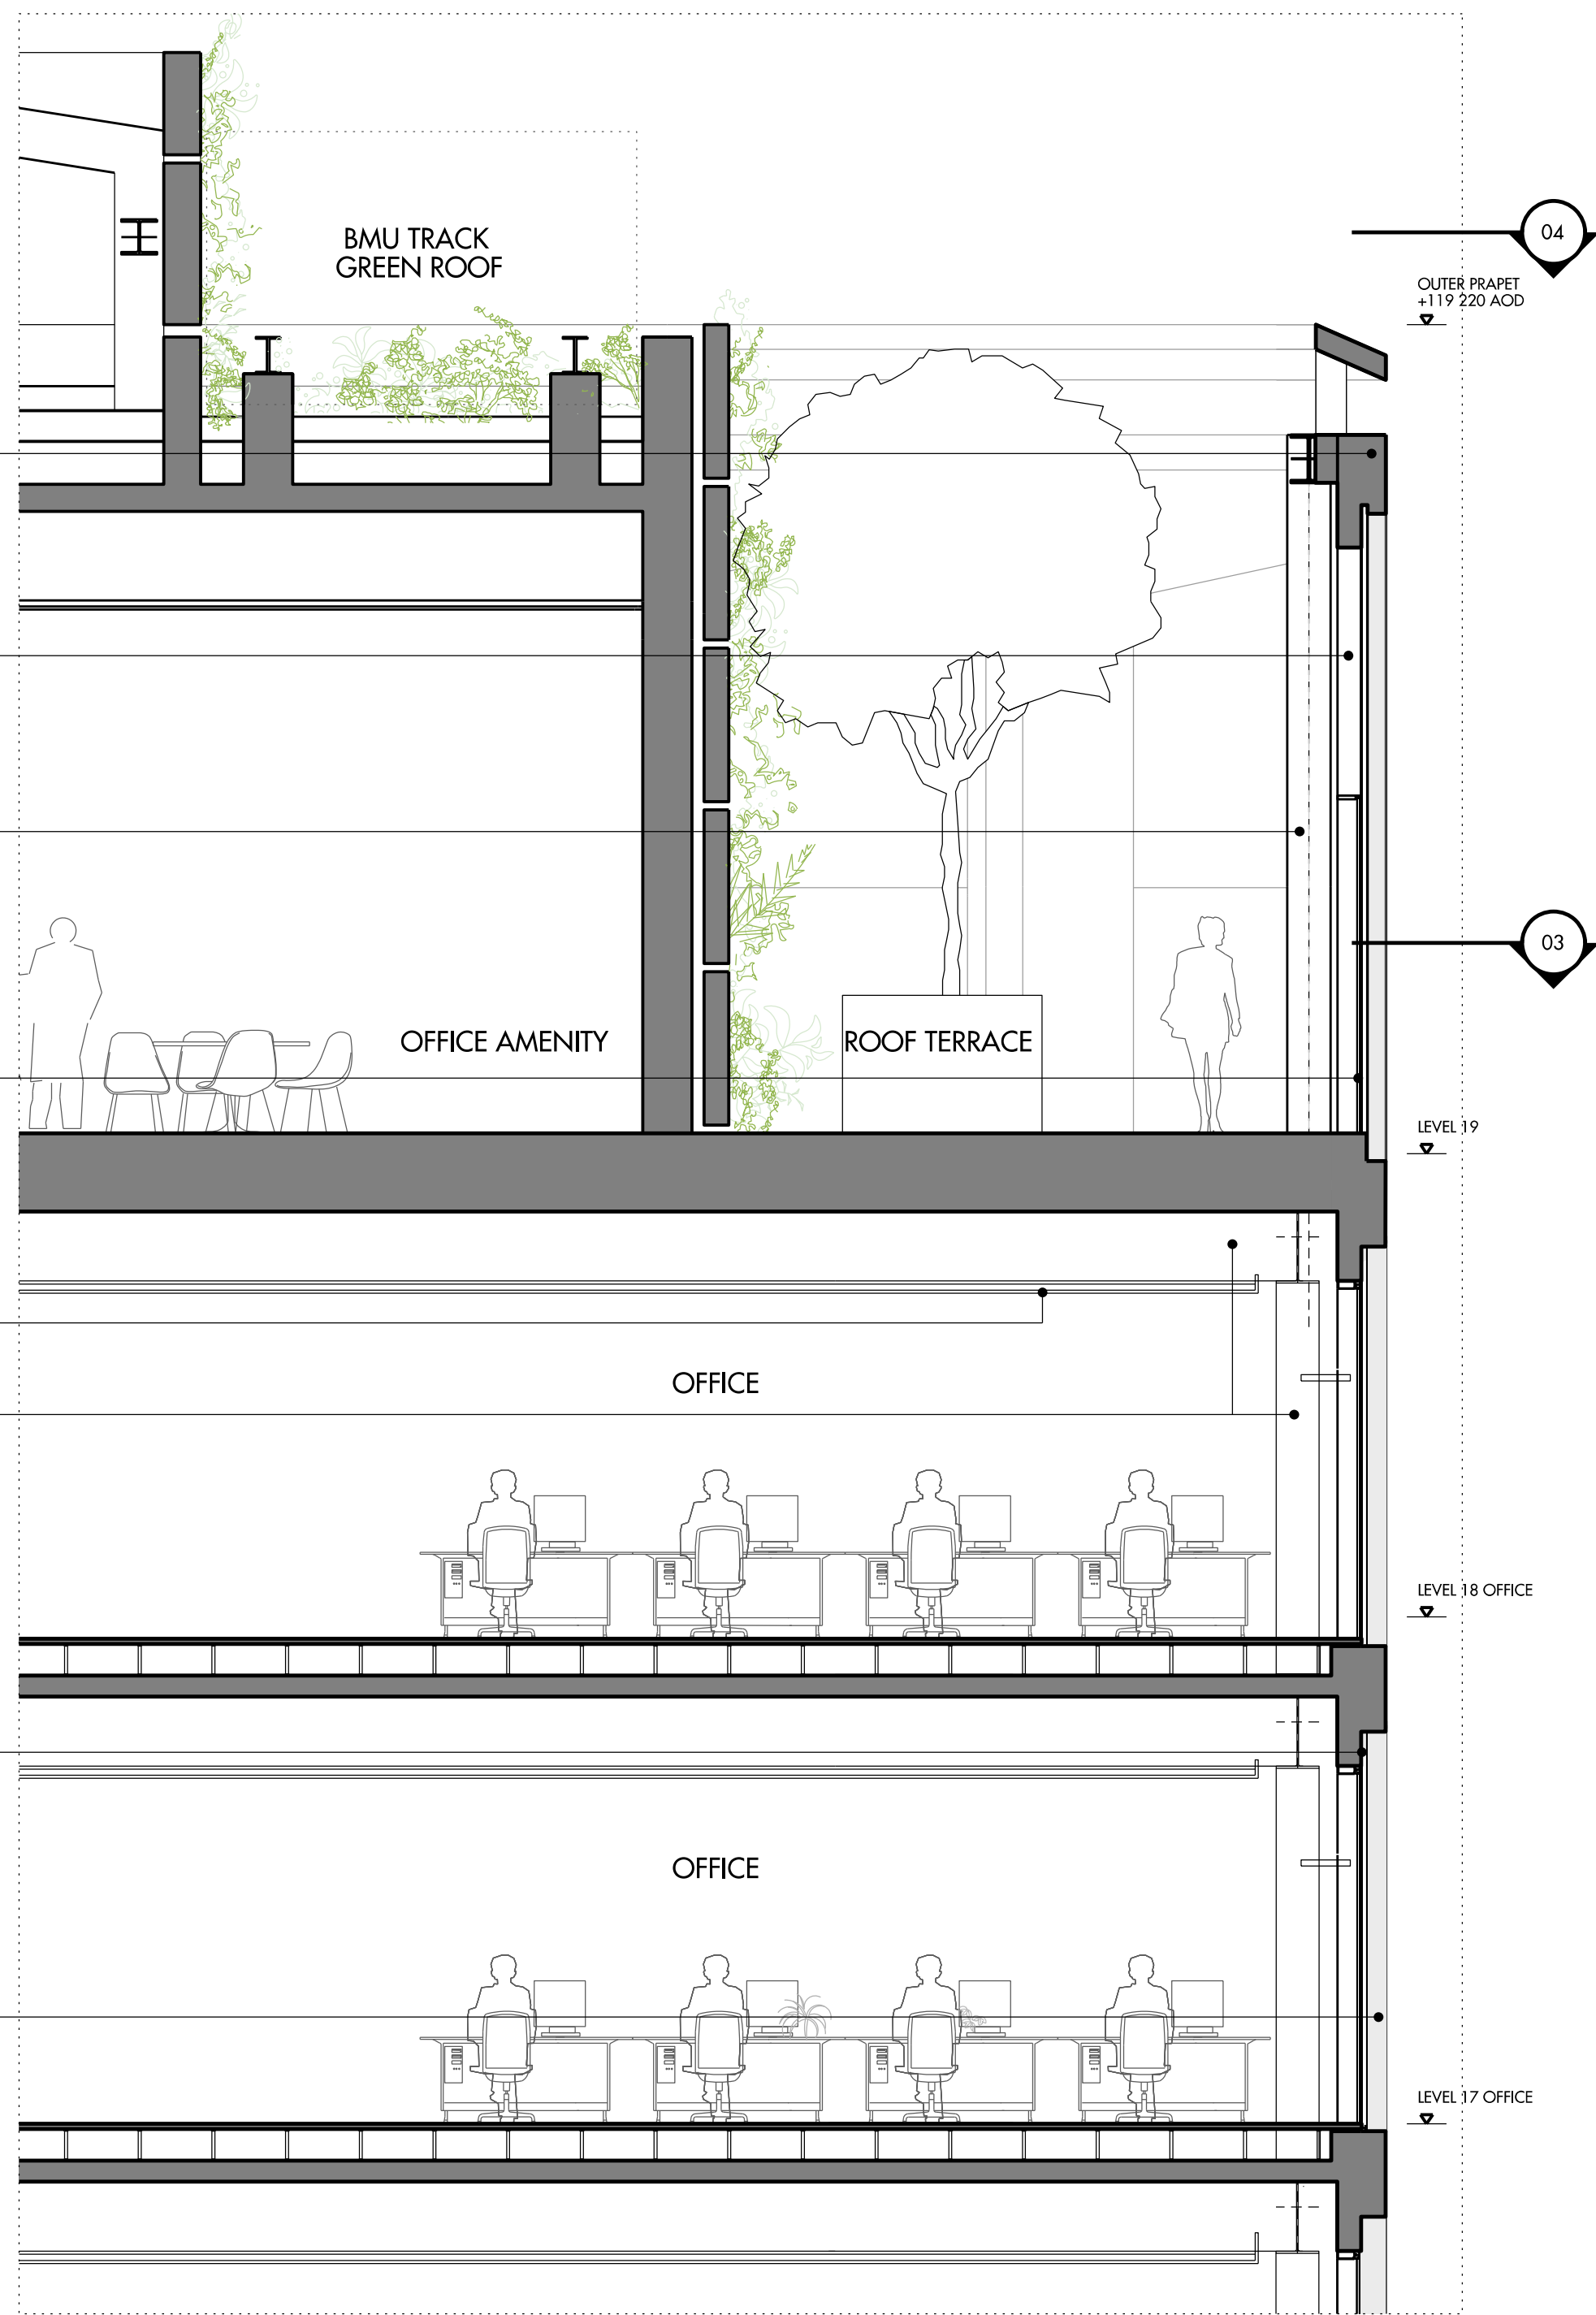 04
BMU TRACK
GREEN ROOF
OUTER PRAPET
+119 220 AOD
03
OFFICE AMENITY
ROOF TERRACE
LEVEL 19
OFFICE
LEVEL 18 OFFICE
OFFICE
LEVEL 17 OFFICE